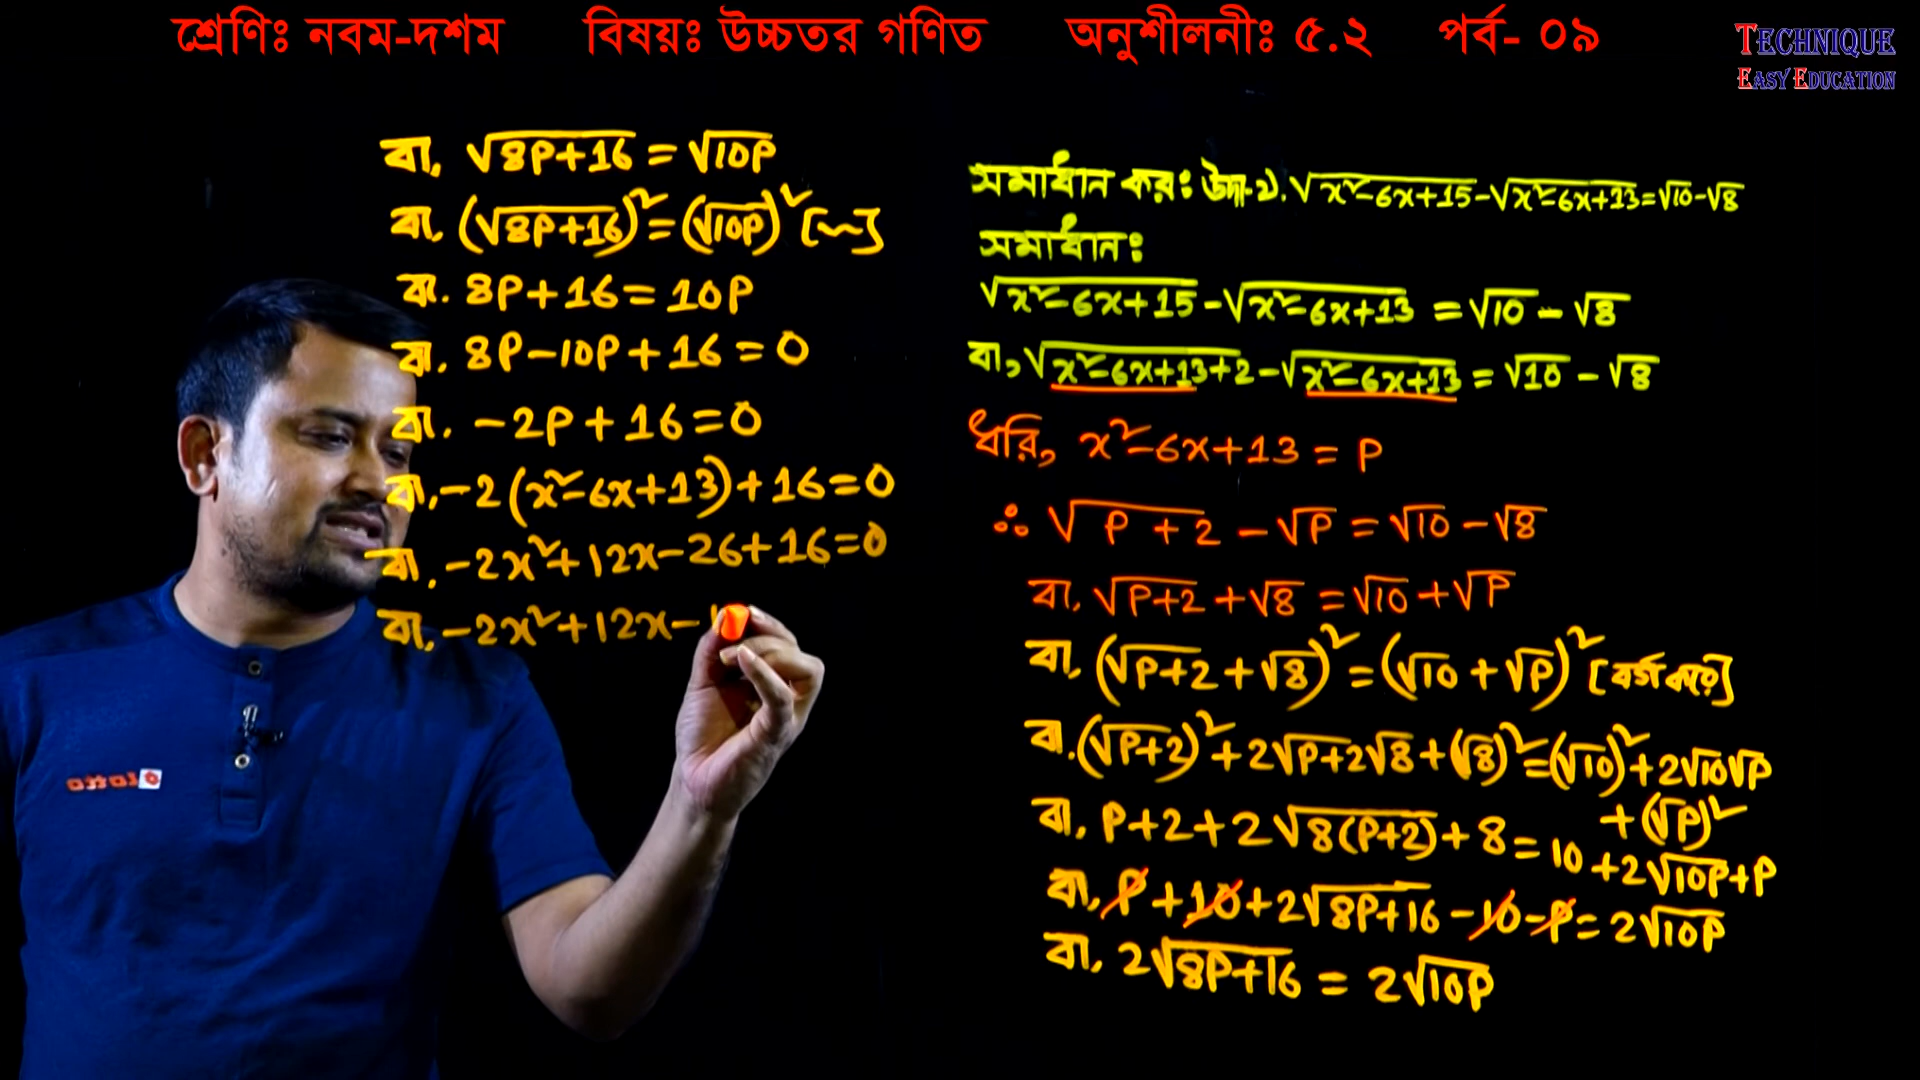 শ্রেণিঃ নবম-দশম বিষয়ঃ উচ্চতর গণিত অনুশীলনীঃ ৫.২ পর্ব- ০৯
TECHNIQUE
EASY EDUCATION
সমাধান করঃ উদা-১. √(x²-6x+15) - √(x²-6x+13) = √10 - √8
সমাধানঃ
√(x²-6x+15) - √(x²-6x+13) = √10 - √8
বা, √(x²-6x+13+2) - √(x²-6x+13) = √10 - √8
ধরি, x²-6x+13 = P
∴ √(P+2) - √P = √10 - √8
বা, √(P+2) + √8 = √10 + √P
বা, (√(P+2) + √8)² = (√10 + √P)² [বর্গ করে]
বা. (√(P+2))² + 2√(P+2)√8 + (√8)² = (√10)² + 2√10√P + (√P)²
বা, P+2+2√(8(P+2)) + 8 = 10 + 2√(10P) + P
বা, P + 10 + 2√(8P+16) - 10 - P = 2√(10P)
বা, 2√(8P+16) = 2√(10P)
বা, √(8P+16) = √(10P)
বা, (√(8P+16))² = (√(10P))² [~~]
বা. 8P+16 = 10P
বা. 8P-10P+16 = 0
বা. -2P+16 = 0
বা, -2(x²-6x+13)+16 = 0
বা, -2x²+12x-26+16 = 0
বা, -2x²+12x-1
otto